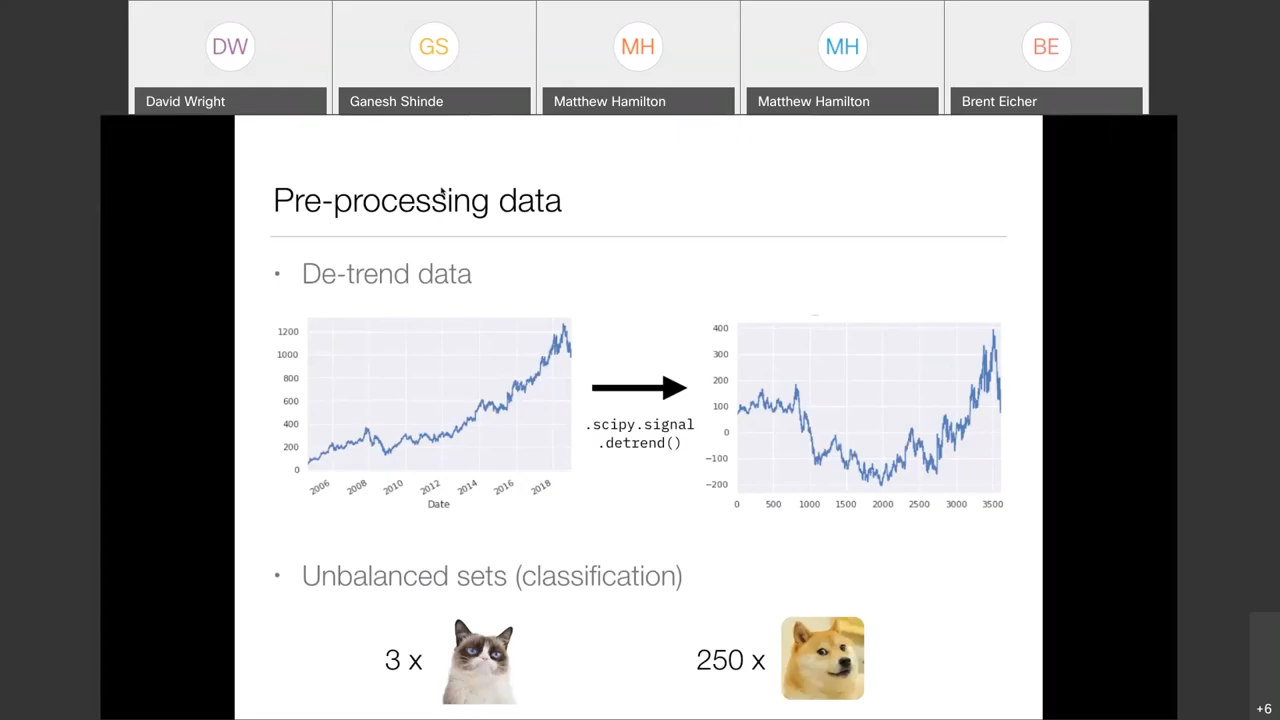 DW
GS
MH
MH
BE
David Wright
Ganesh Shinde
Matthew Hamilton
Matthew Hamilton
Brent Eicher
Pre-processing data
• De-trend data
1200
1000
800
600
400
200
0
2006
2008
2010
2012
2014
2016
2018
Date
.scipy.signal
.detrend()
400
300
200
100
0
−100
−200
0
500
1000
1500
2000
2500
3000
3500
• Unbalanced sets (classification)
3 x
250 x
+6